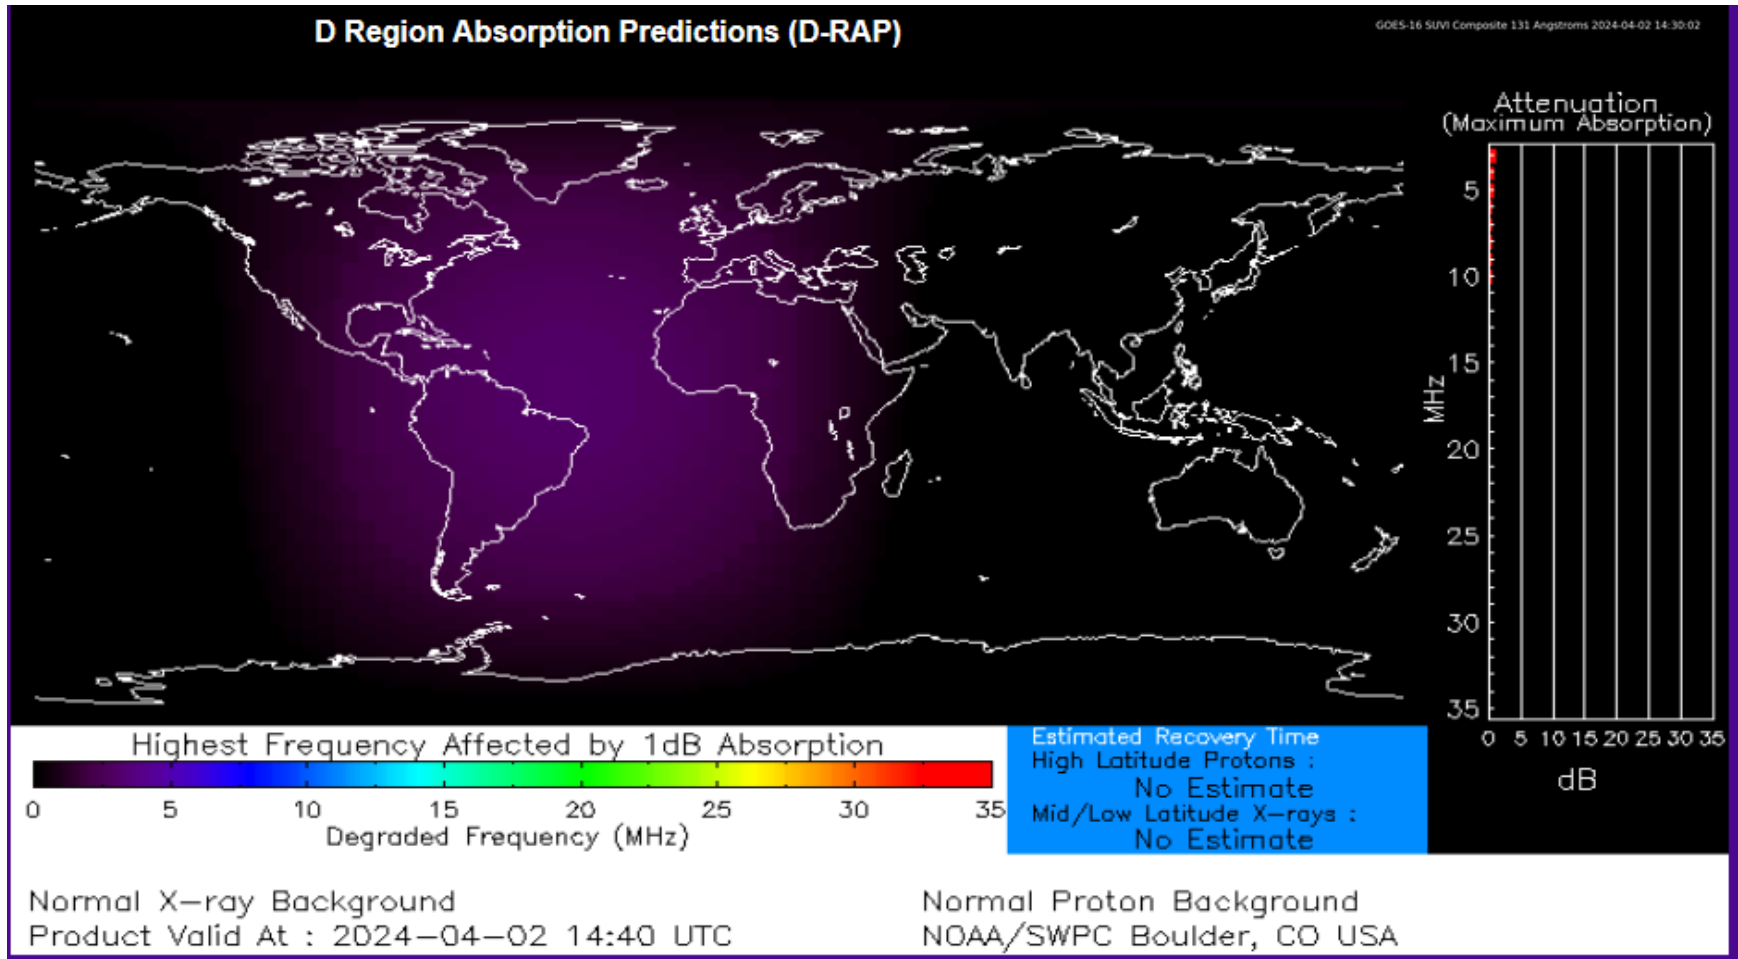 D Region Absorption Predictions (D-RAP)
GOES-16 SUVI Composite 131 Angstroms 2024-04-02 14:30:02
Attenuation
(Maximum Absorption)
5
10
15
20
25
30
35
MHz
0 5 10 15 20 25 30 35
dB
Highest Frequency Affected by 1dB Absorption
0 5 10 15 20 25 30 35
Degraded Frequency (MHz)
Estimated Recovery Time
High Latitude Protons :
No Estimate
Mid/Low Latitude X-rays :
No Estimate
Normal X-ray Background
Product Valid At : 2024-04-02 14:40 UTC
Normal Proton Background
NOAA/SWPC Boulder, CO USA